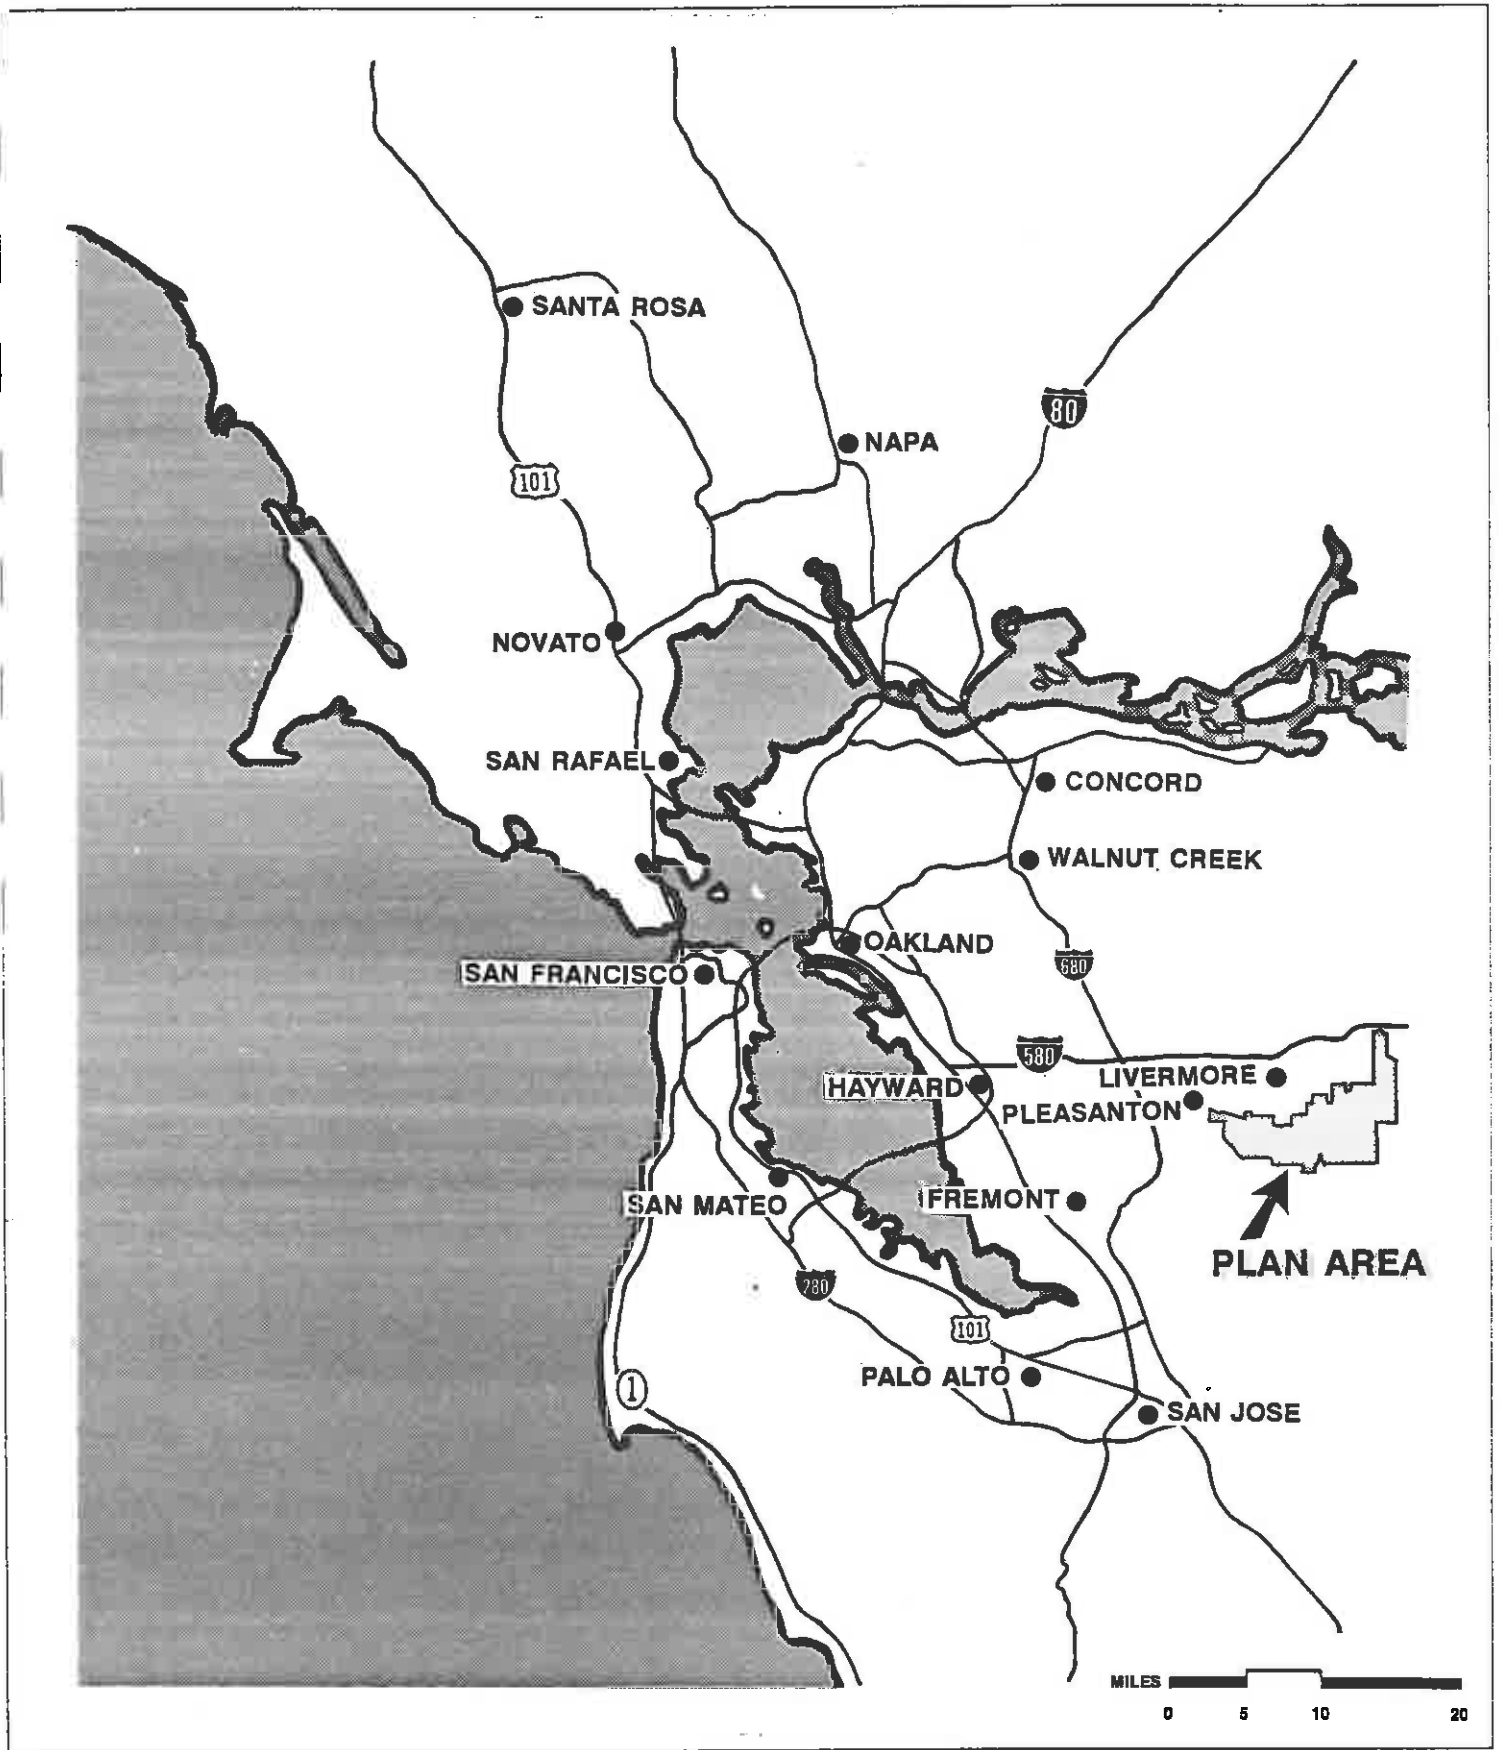 SANTA ROSA
80
NAPA
101
NOVATO
SAN RAFAEL
CONCORD
WALNUT CREEK
OAKLAND
680
SAN FRANCISCO
580
LIVERMORE
HAYWARD
PLEASANTON
FREMONT
SAN MATEO
PLAN AREA
280
101
PALO ALTO
1
SAN JOSE
MILES
0 5 10 20